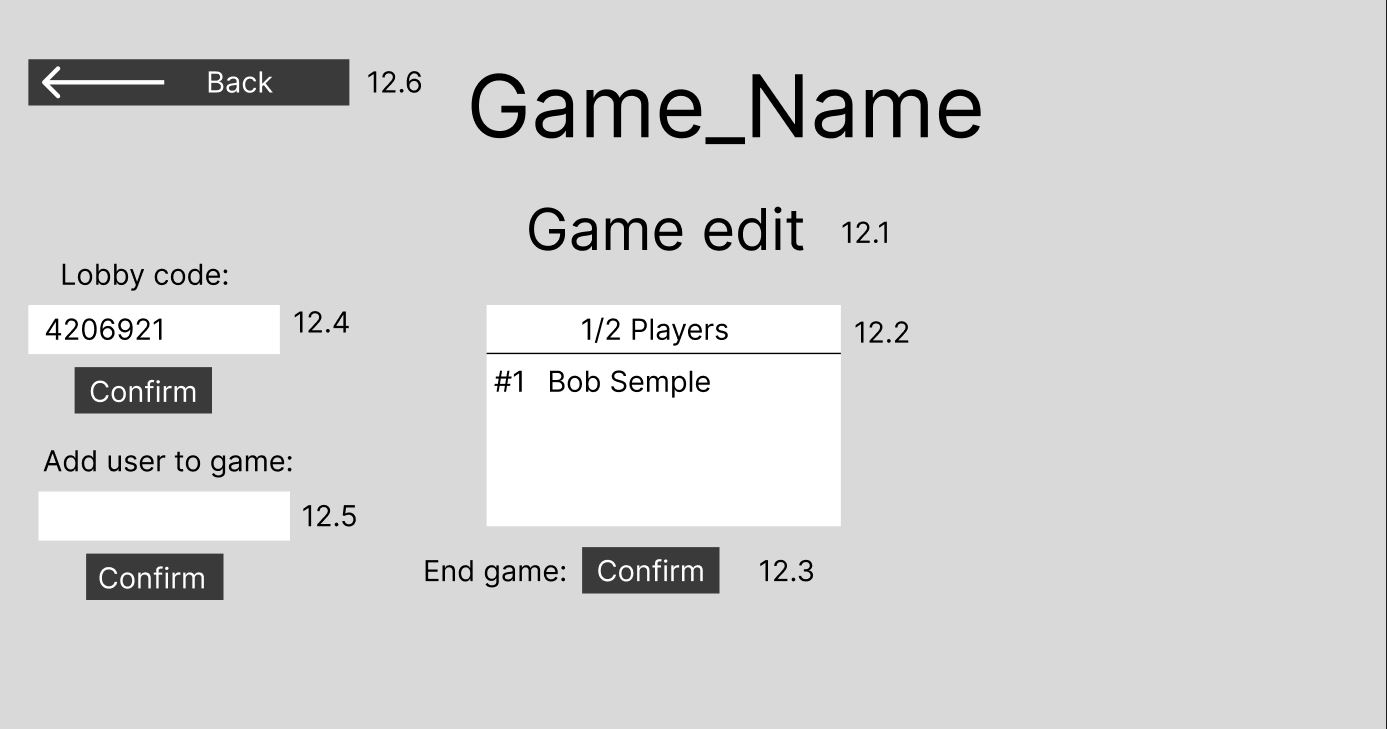 Back 12.6
Game_Name
Game edit 12.1
Lobby code:
4206921 12.4
Confirm
Add user to game:
12.5
Confirm
1/2 Players 12.2
#1 Bob Semple
End game: Confirm 12.3